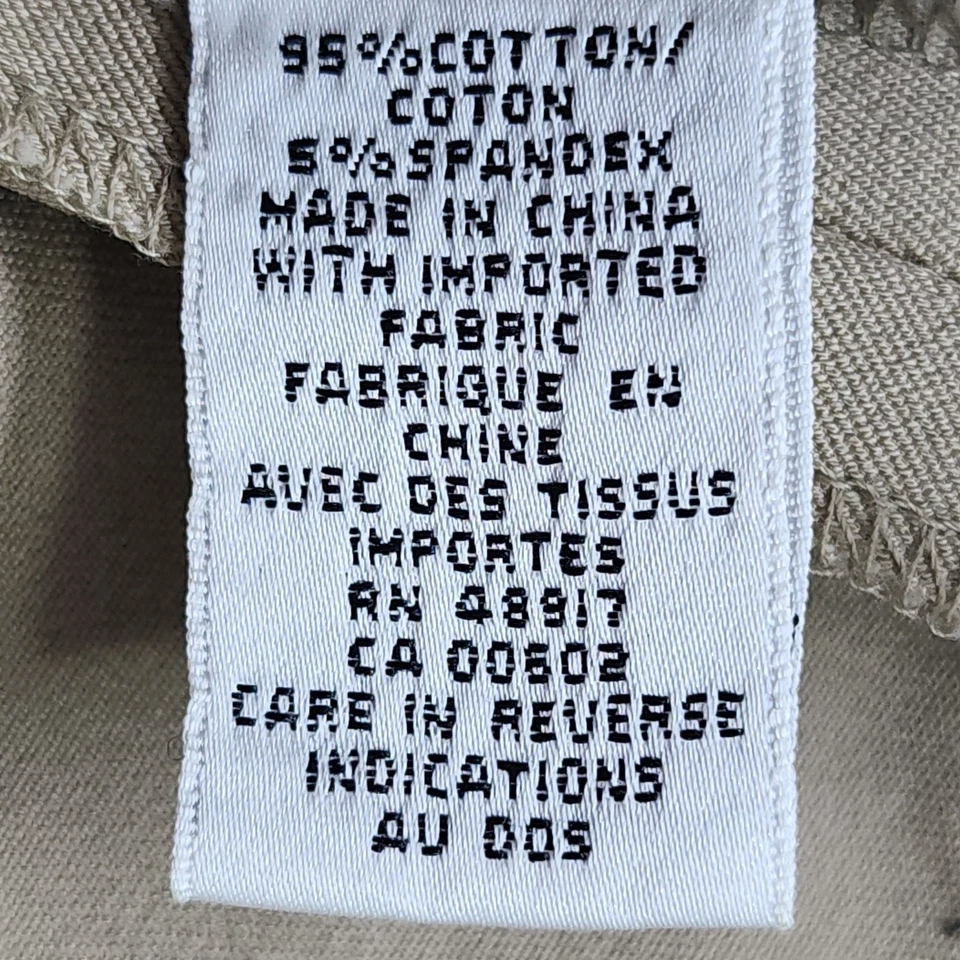 95%COTTON/
COTON
5%SPANDEX
MADE IN CHINA
WITH IMPORTED
FABRIC
FABRIQUE EN
CHINE
AVEC DES TISSUS
IMPORTES
RN 48917
CA 00602
CARE IN REVERSE
INDICATIONS
AU DOS